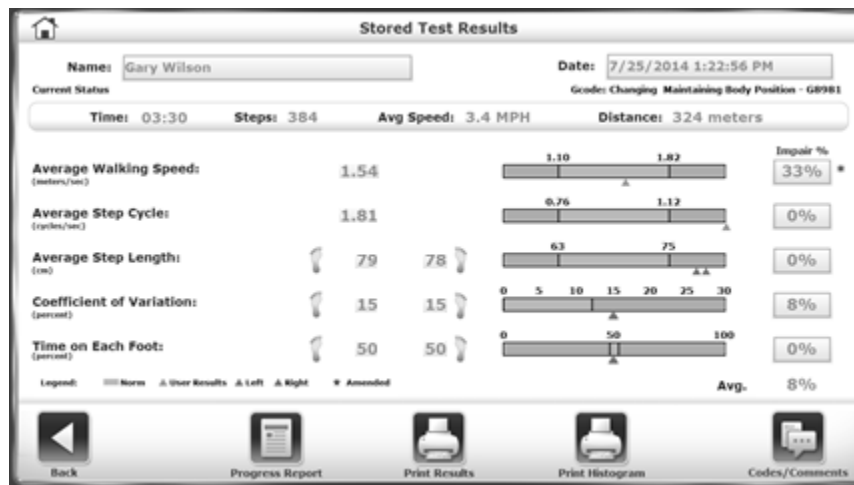 Stored Test Results
Name: Gary Wilson Date: 7/25/2014 1:22:56 PM
Current Status Gcode: Changing Maintaining Body Position - G8981
Time: 03:30 Steps: 384 Avg Speed: 3.4 MPH Distance: 324 meters
Impair %
1.10 1.82
Average Walking Speed: 1.54 33% *
(meters/sec)
0.76 1.12
Average Step Cycle: 1.81 0%
(cycles/sec)
63 75
Average Step Length: 79 78 0%
(cm)
0 5 10 15 20 25 30
Coefficient of Variation: 15 15 8%
(percent)
0 50 100
Time on Each Foot: 50 50 0%
(percent)
Legend: Norm User Results Left Right * Amended Avg. 8%
Back Progress Report Print Results Print Histogram Codes/Comments